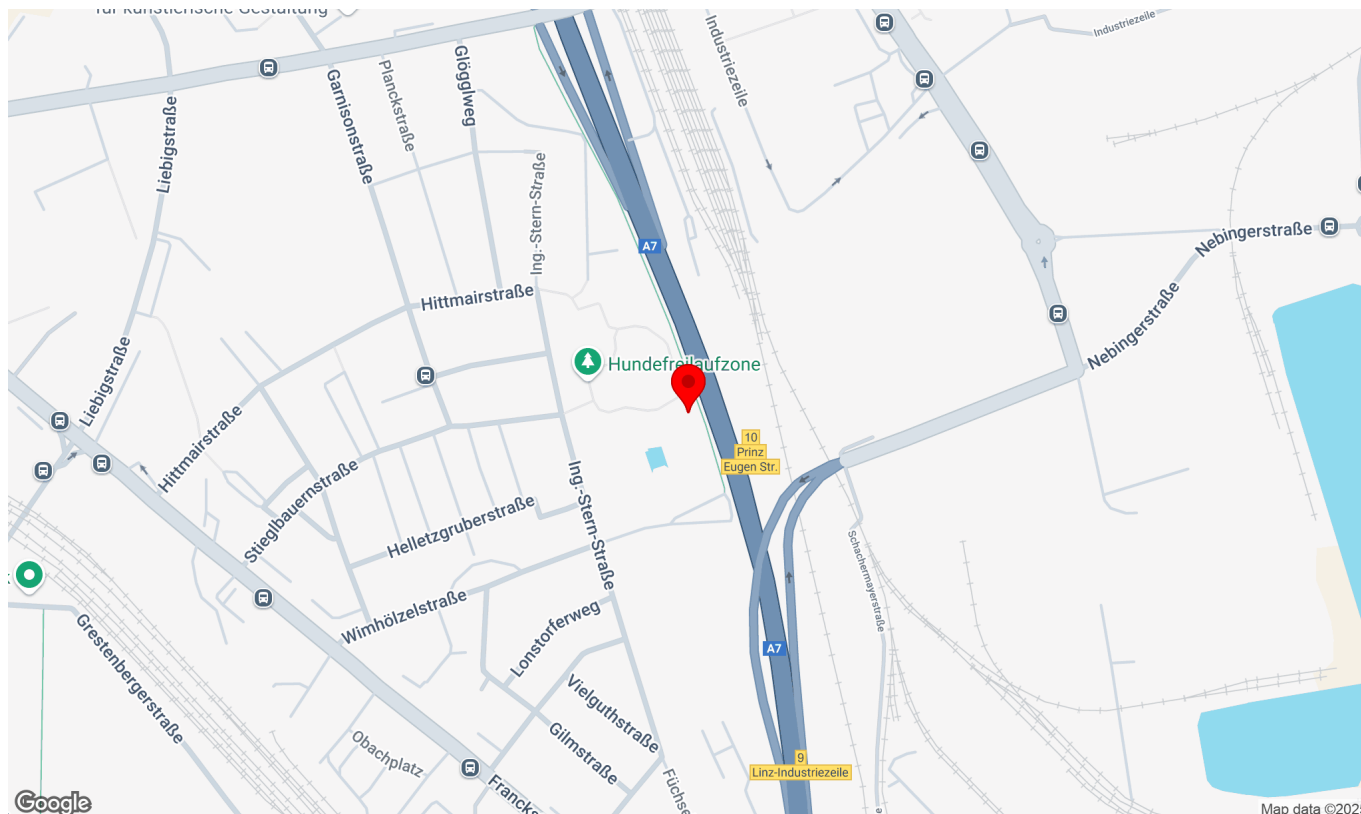 für künstlerische Gestaltung
Industriezeile
Industriezeile
Glögglweg
Planckstraße
Garnisonstraße
Liebigstraße
Ing.-Stern-Straße
A7
Nebingerstraße
Hittmairstraße
Nebingerstraße
Liebigstraße
Hundefreilaufzone
Hittmairstraße
10
Prinz
Eugen Str.
Stieglbauernstraße
Ing.-Stern-Straße
Helletzgruberstraße
Schachermayerstraße
Wimhölzelstraße
Lonstorferweg
Grestenbergerstraße
A7
Vielguthstraße
Gilmstraße
Obachplatz
9
Linz-Industriezeile
Google
Map data ©2025